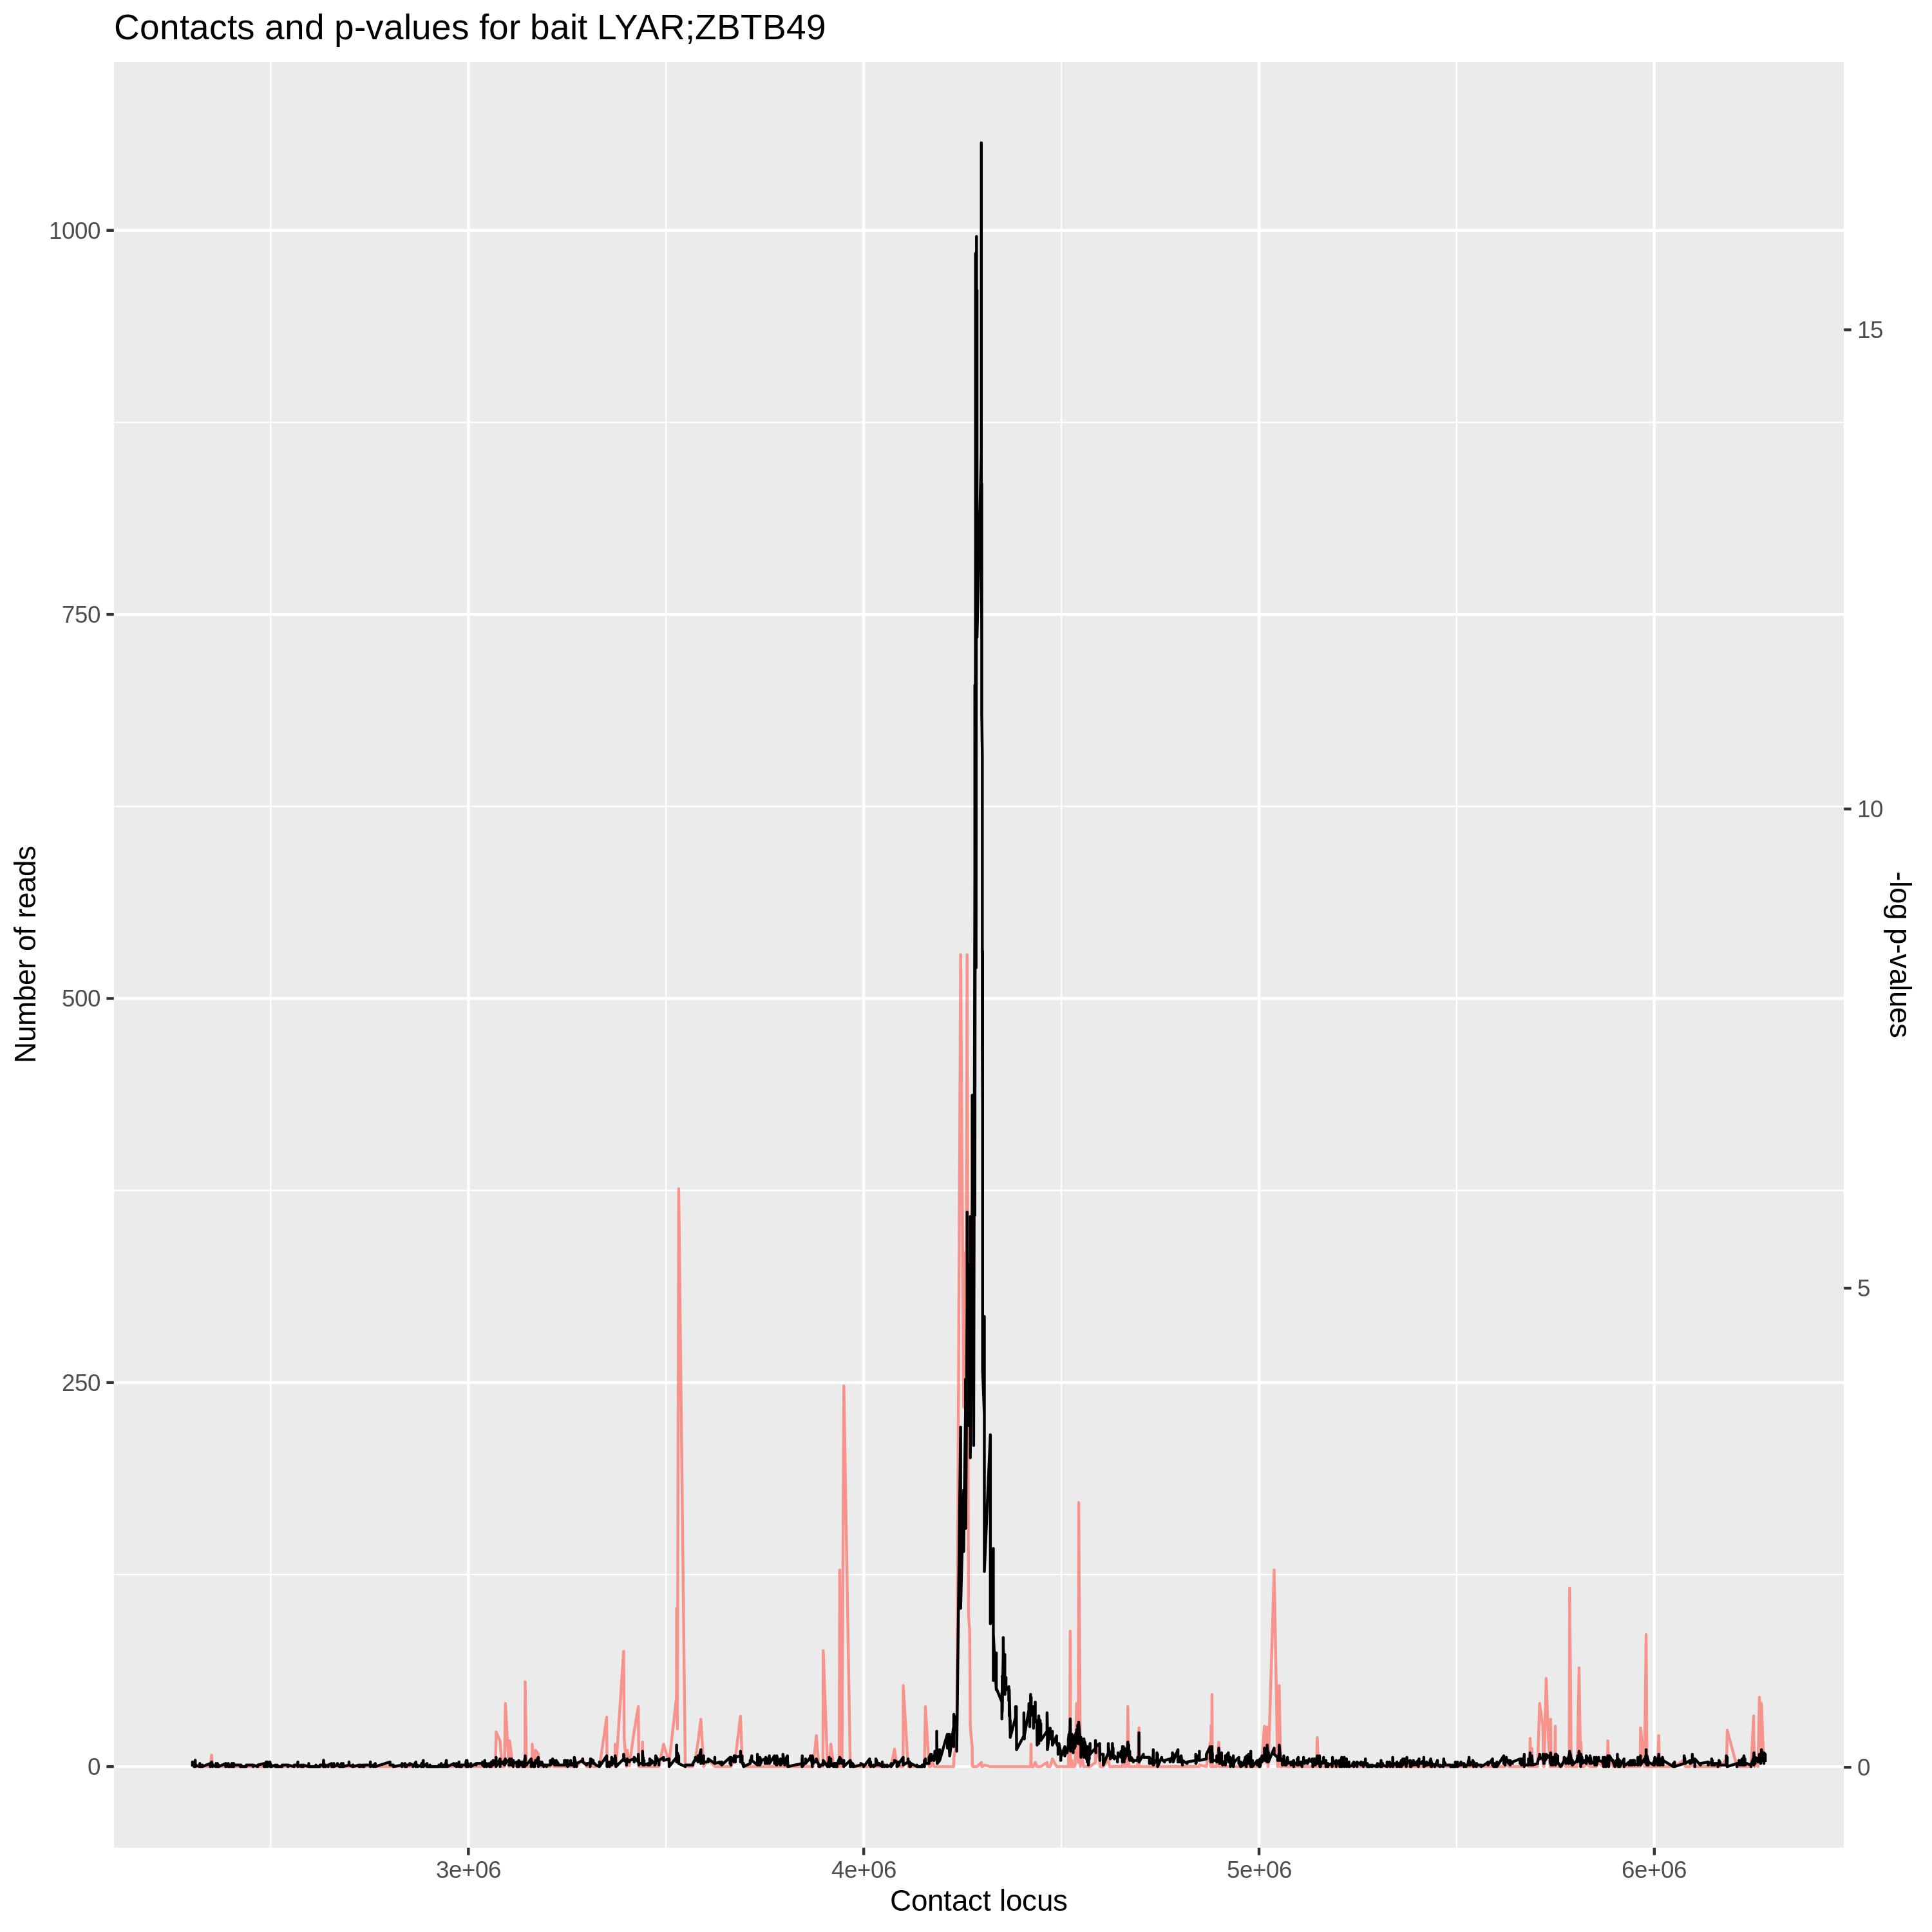 Contacts and p-values for bait LYAR;ZBTB49
1000
750
500
250
0
Number of reads
15
10
5
0
-log p-values
3e+06
4e+06
5e+06
6e+06
Contact locus